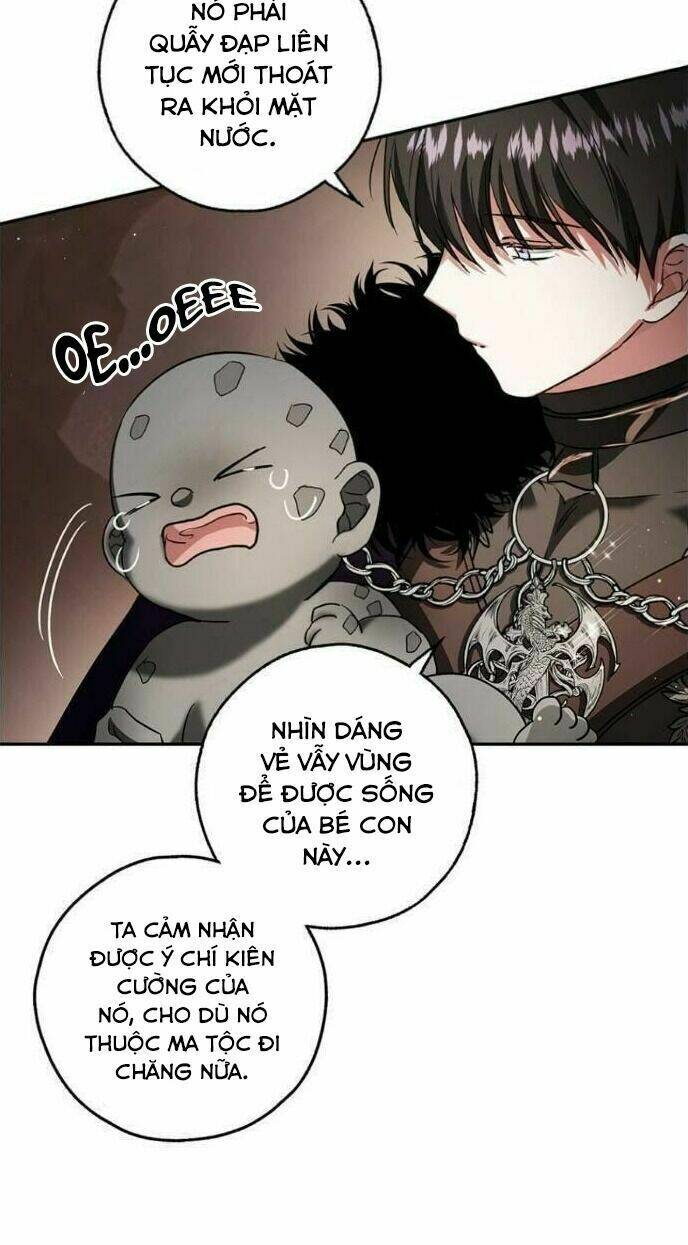 NÓ PHẢI
QUẪY ĐẠP LIÊN
TỤC MỚI THOÁT
RA KHỎI MẶT
NƯỚC.
OE...OEEE
NHÌN DÁNG
VẺ VẪY VÙNG
ĐỂ ĐƯỢC SỐNG
CỦA BÉ CON
NÀY...
TA CẢM NHẬN
ĐƯỢC Ý CHÍ KIÊN
CƯỜNG CỦA
NÓ, CHO DÙ NÓ
THUỘC MA TỘC ĐI
CHĂNG NỮA.